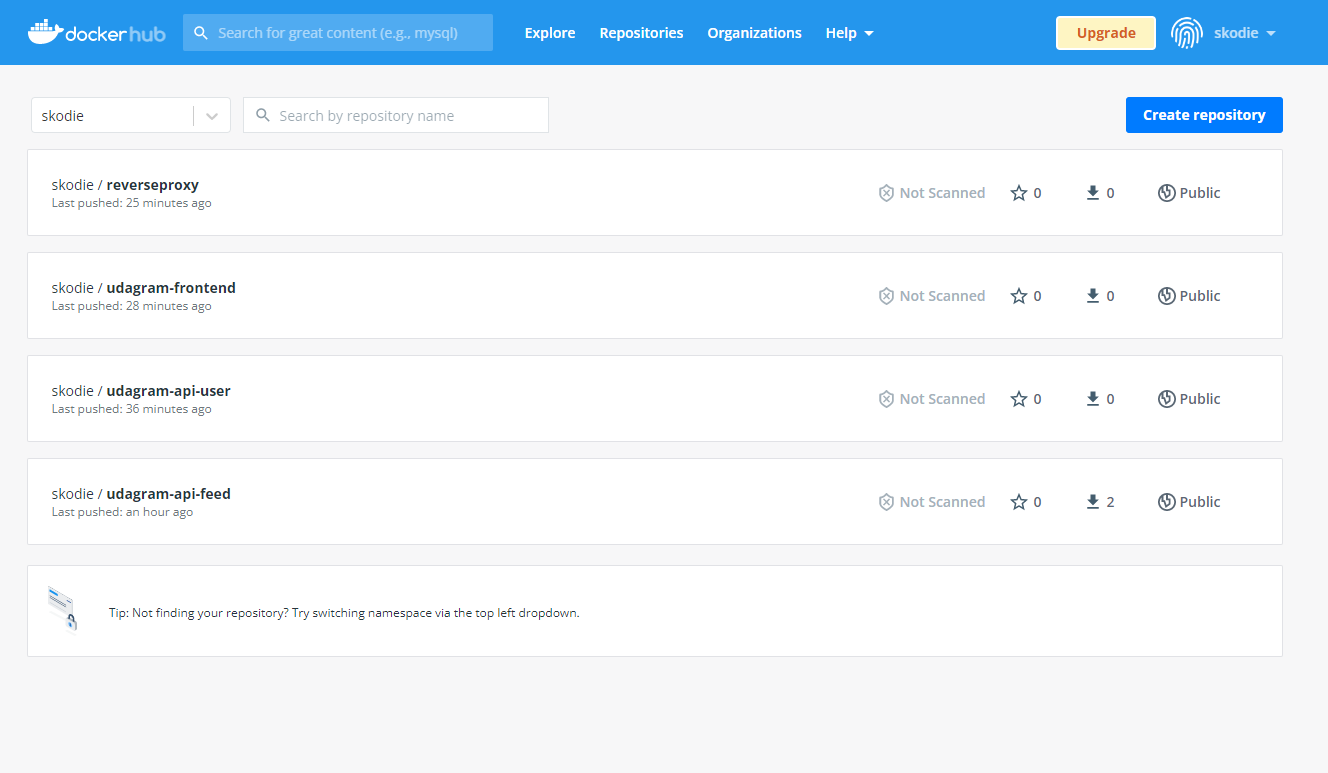 docker hub
Search for great content (e.g., mysql)
Explore
Repositories
Organizations
Help
Upgrade
skodie
skodie
Search by repository name
Create repository
skodie / reverseproxy
Last pushed: 25 minutes ago
Not Scanned
0
0
Public
skodie / udagram-frontend
Last pushed: 28 minutes ago
Not Scanned
0
0
Public
skodie / udagram-api-user
Last pushed: 36 minutes ago
Not Scanned
0
0
Public
skodie / udagram-api-feed
Last pushed: an hour ago
Not Scanned
0
2
Public
Tip: Not finding your repository? Try switching namespace via the top left dropdown.